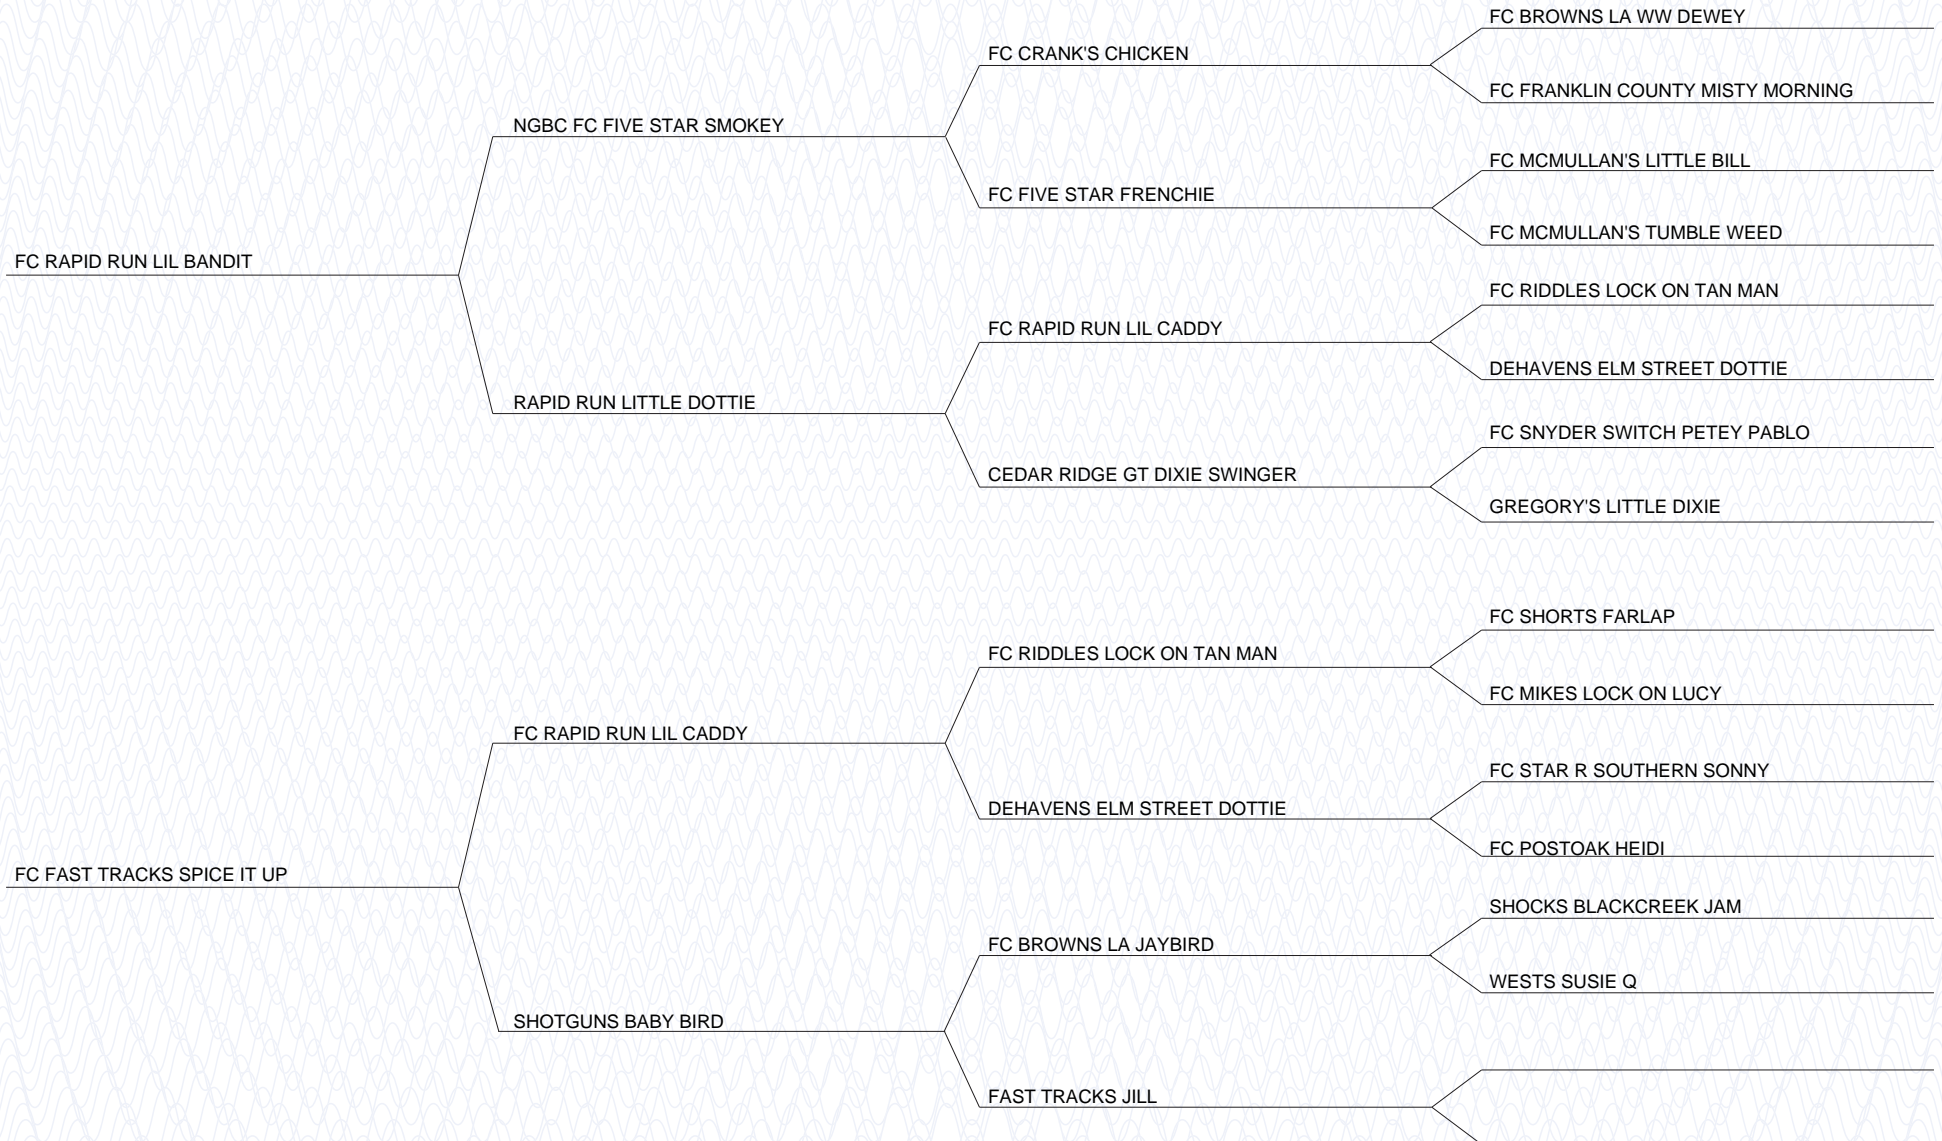 FC BROWNS LA WW DEWEY
FC CRANK'S CHICKEN
FC FRANKLIN COUNTY MISTY MORNING
NGBC FC FIVE STAR SMOKEY
FC MCMULLAN'S LITTLE BILL
FC FIVE STAR FRENCHIE
FC MCMULLAN'S TUMBLE WEED
FC RAPID RUN LIL BANDIT
FC RIDDLES LOCK ON TAN MAN
FC RAPID RUN LIL CADDY
DEHAVENS ELM STREET DOTTIE
RAPID RUN LITTLE DOTTIE
FC SNYDER SWITCH PETEY PABLO
CEDAR RIDGE GT DIXIE SWINGER
GREGORY'S LITTLE DIXIE
FC SHORTS FARLAP
FC RIDDLES LOCK ON TAN MAN
FC MIKES LOCK ON LUCY
FC RAPID RUN LIL CADDY
FC STAR R SOUTHERN SONNY
DEHAVENS ELM STREET DOTTIE
FC POSTOAK HEIDI
FC FAST TRACKS SPICE IT UP
SHOCKS BLACKCREEK JAM
FC BROWNS LA JAYBIRD
WESTS SUSIE Q
SHOTGUNS BABY BIRD
FAST TRACKS JILL